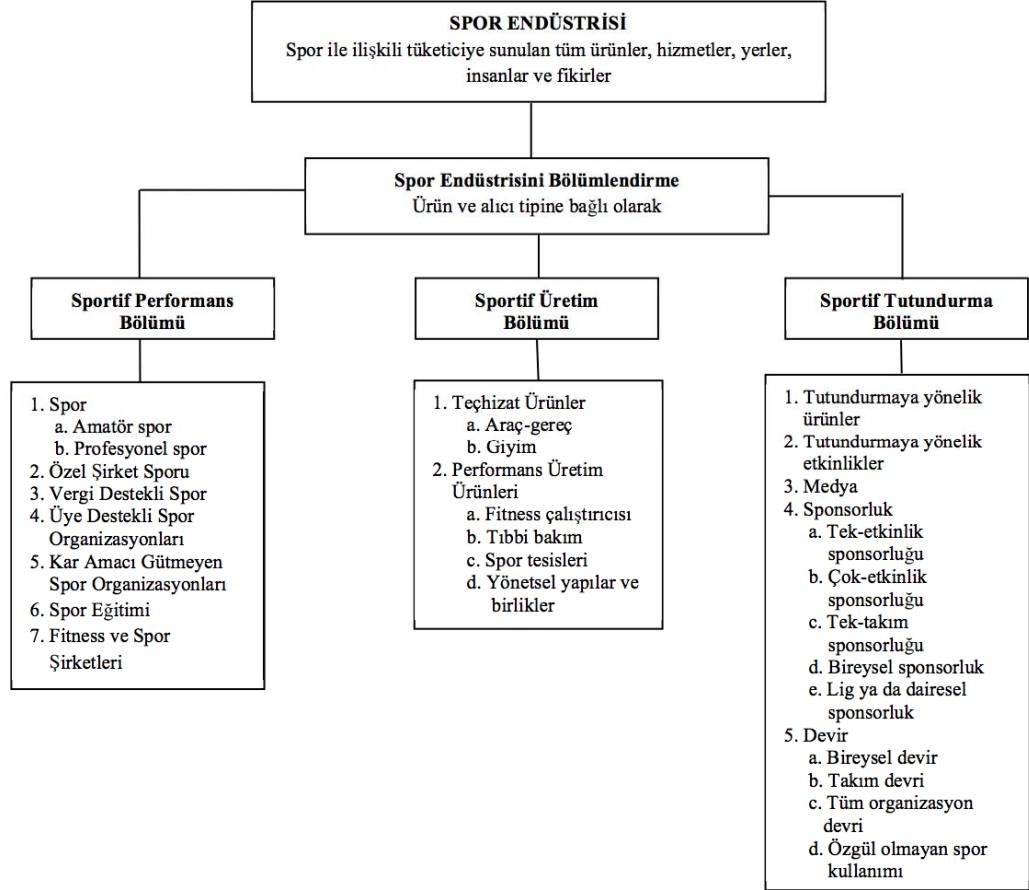 SPOR ENDÜSTRİSİ
Spor ile ilişkili tüketiciye sunulan tüm ürünler, hizmetler, yerler,
insanlar ve fikirler
Spor Endüstrisini Bölümlendirme
Ürün ve alıcı tipine bağlı olarak
Sportif Performans
Bölümü
1. Spor
a. Amatör spor
b. Profesyonel spor
2. Özel Şirket Sporu
3. Vergi Destekli Spor
4. Üye Destekli Spor
Organizasyonları
5. Kar Amacı Gütmeyen
Spor Organizasyonları
6. Spor Eğitimi
7. Fitness ve Spor
Şirketleri
Sportif Üretim
Bölümü
1. Teçhizat Ürünler
a. Araç-gereç
b. Giyim
2. Performans Üretim
Ürünleri
a. Fitness çalıştırıcısı
b. Tıbbi bakım
c. Spor tesisleri
d. Yönetsel yapılar ve
birlikler
Sportif Tutundurma
Bölümü
1. Tutundurmaya yönelik
ürünler
2. Tutundurmaya yönelik
etkinlikler
3. Medya
4. Sponsorluk
a. Tek-etkinlik
sponsorluğu
b. Çok-etkinlik
sponsorluğu
c. Tek-takım
sponsorluğu
d. Bireysel sponsorluk
e. Lig ya da dairesel
sponsorluk
5. Devir
a. Bireysel devir
b. Takım devri
c. Tüm organizasyon
devri
d. Özgül olmayan spor
kullanımı